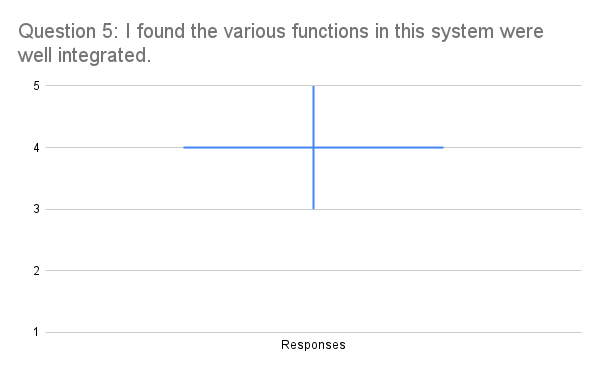 Question 5: I found the various functions in this system were
well integrated.
5
4
3
2
1
Responses